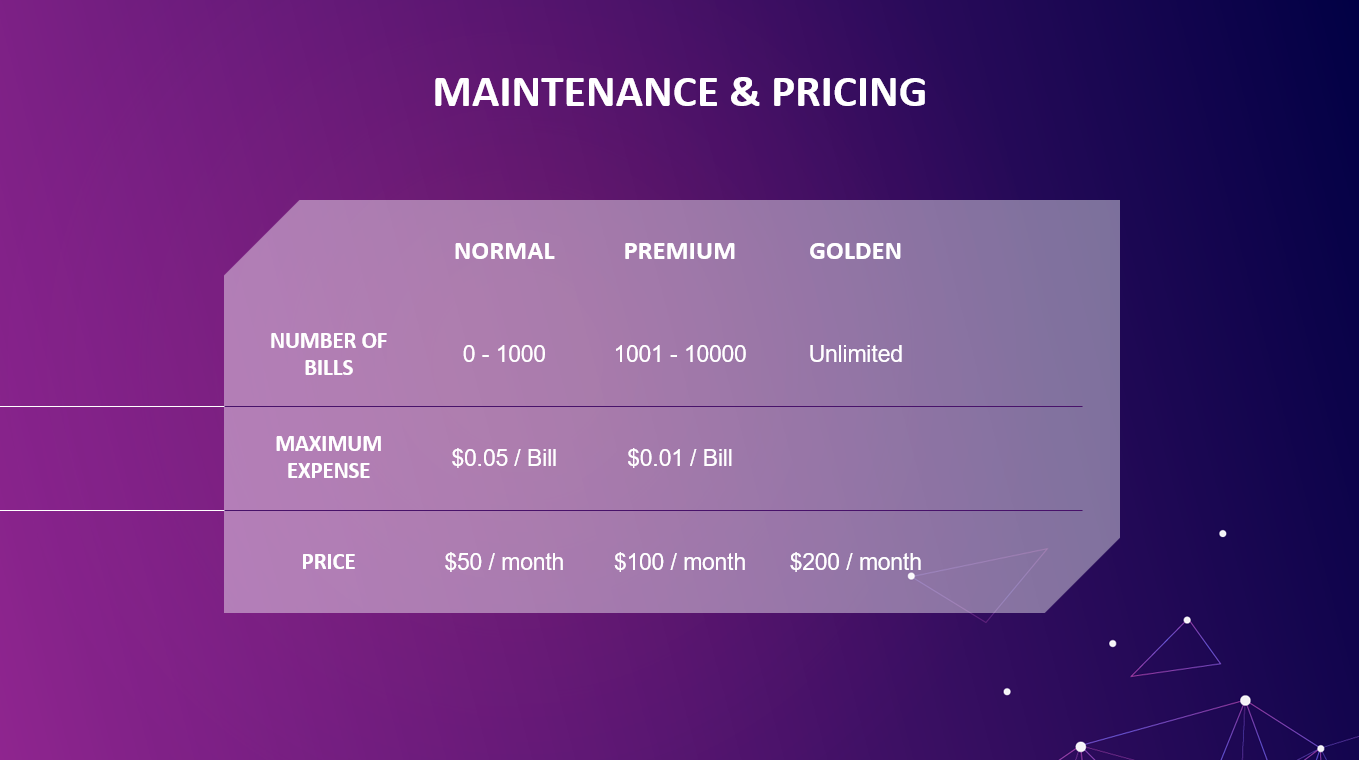 MAINTENANCE & PRICING
NORMAL PREMIUM GOLDEN
NUMBER OF
BILLS
0 - 1000 1001 - 10000 Unlimited
MAXIMUM
EXPENSE
$0.05 / Bill $0.01 / Bill
PRICE $50 / month $100 / month $200 / month